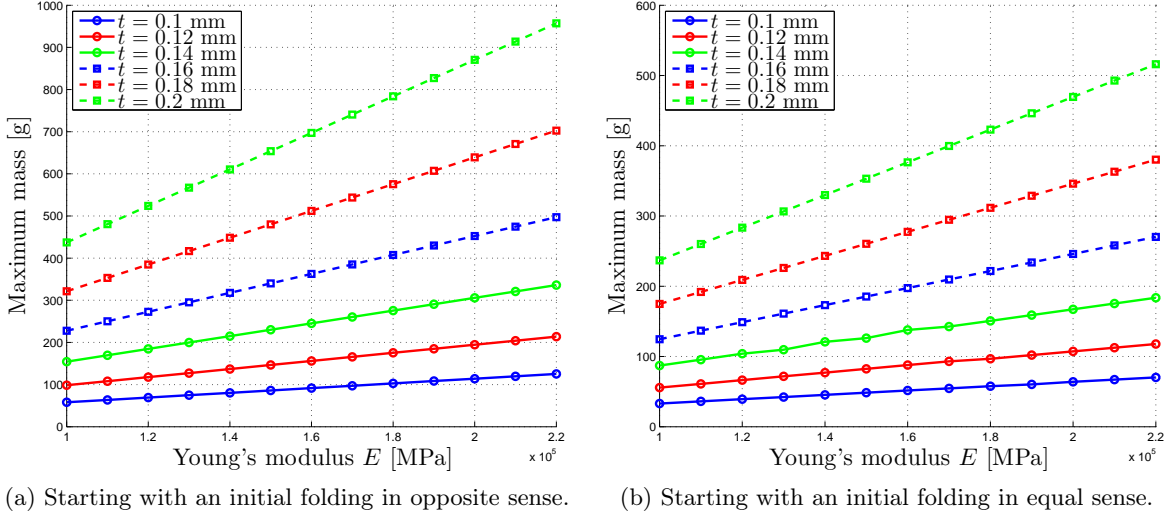 t = 0.1 mm
t = 0.12 mm
t = 0.14 mm
t = 0.16 mm
t = 0.18 mm
t = 0.2 mm
1000
900
800
700
600
500
400
300
200
100
0
Maximum mass [g]
1
1.2
1.4
1.6
1.8
2
2.2
x 10⁵
Young's modulus E [MPa]
(a) Starting with an initial folding in opposite sense.
t = 0.1 mm
t = 0.12 mm
t = 0.14 mm
t = 0.16 mm
t = 0.18 mm
t = 0.2 mm
600
500
400
300
200
100
0
Maximum mass [g]
1
1.2
1.4
1.6
1.8
2
2.2
x 10⁵
Young's modulus E [MPa]
(b) Starting with an initial folding in equal sense.